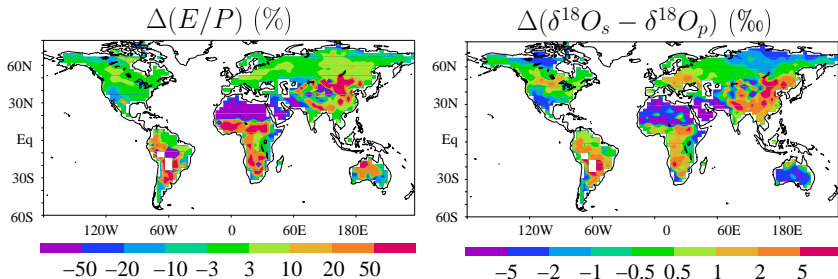 Δ(E/P) (%)
60N
30N
Eq
30S
60S
120W 60W 0 60E 180E
−50 −20 −10 −3 3 10 20 50
Δ(δ¹⁸Oₛ − δ¹⁸Oₚ) (‰)
60N
30N
Eq
30S
60S
120W 60W 0 60E 180E
−5 −2 −1 −0.5 0.5 1 2 5